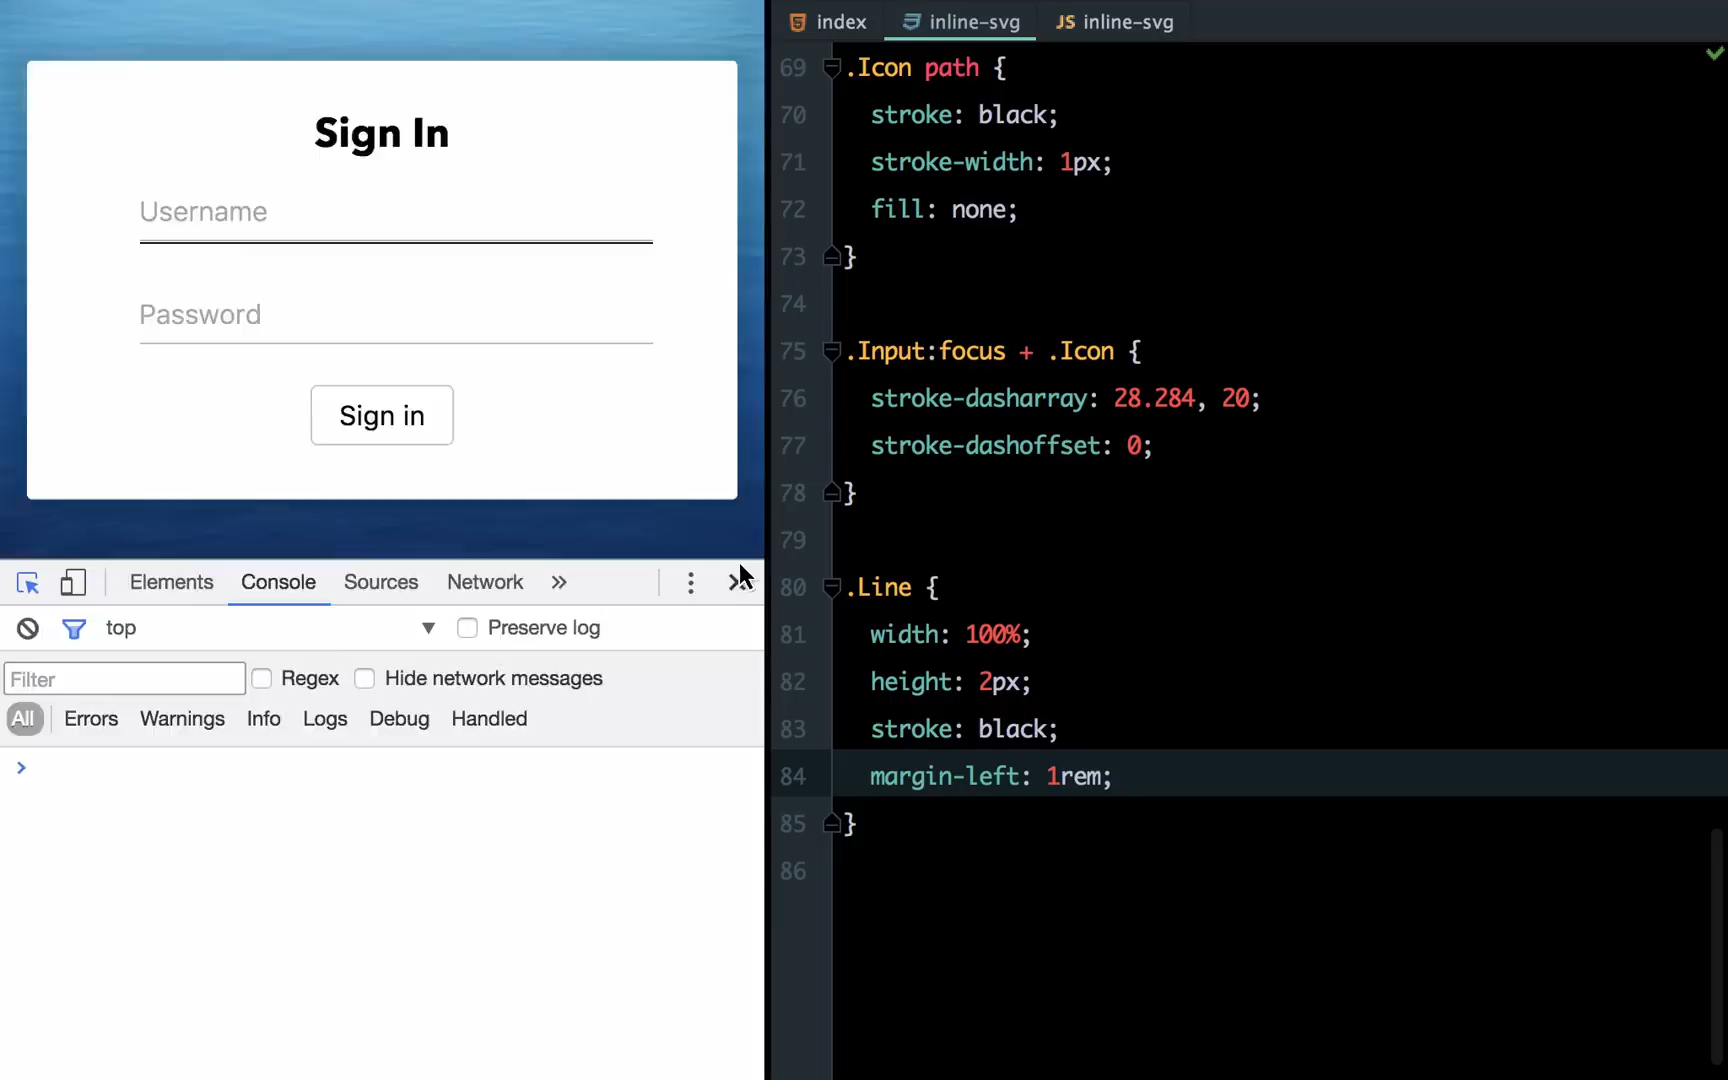 Sign In
Username
Password
Sign in
Elements Console Sources Network »
top ▼ Preserve log
Filter Regex Hide network messages
All Errors Warnings Info Logs Debug Handled
>
index inline-svg JS inline-svg
69 .Icon path {
70 stroke: black;
71 stroke-width: 1px;
72 fill: none;
73 }
74
75 .Input:focus + .Icon {
76 stroke-dasharray: 28.284, 20;
77 stroke-dashoffset: 0;
78 }
79
80 .Line {
81 width: 100%;
82 height: 2px;
83 stroke: black;
84 margin-left: 1rem;
85 }
86